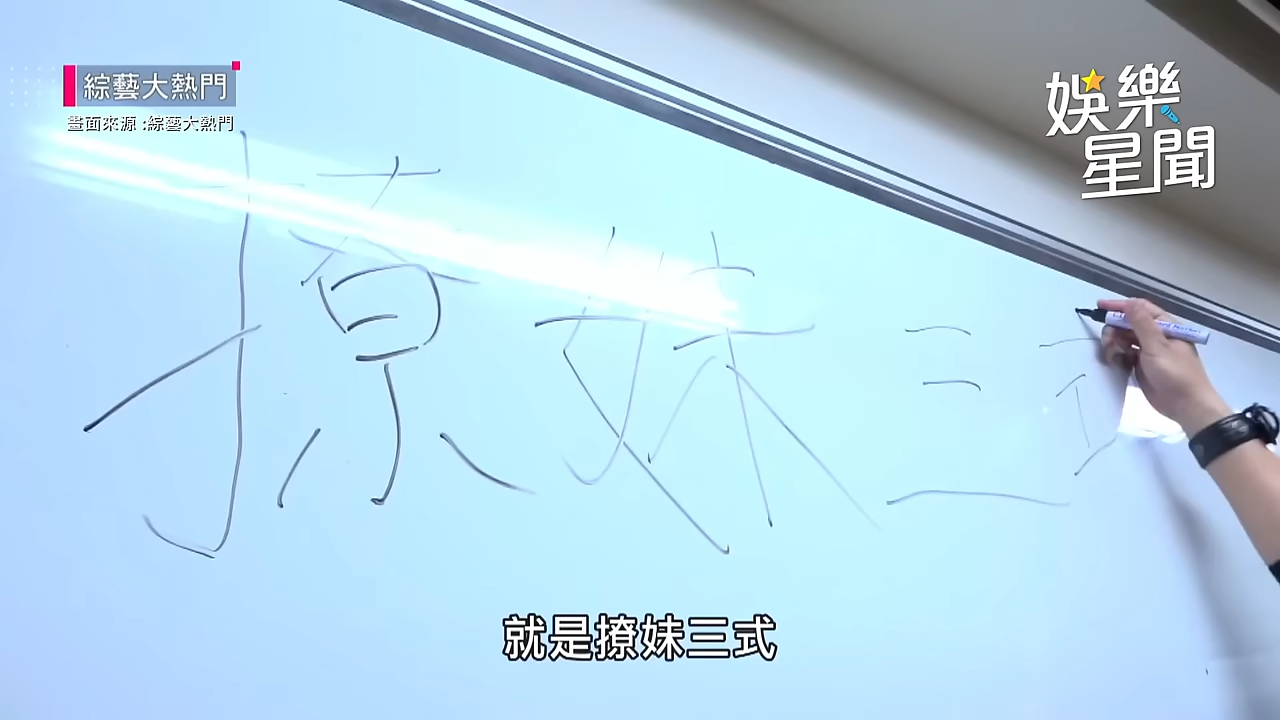 綜藝大熱門
畫面來源 :綜藝大熱門
娛樂
星聞
撩妹三
就是撩妹三式